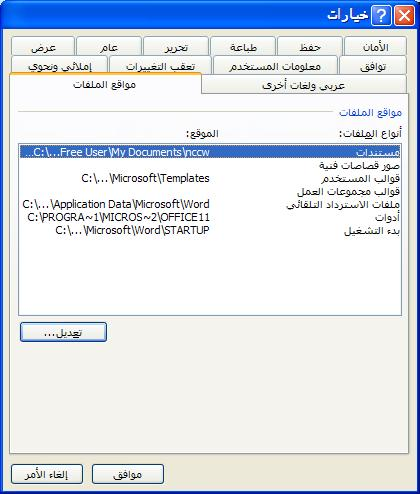 خيارات
الأمان حفظ طباعة تحرير عام عرض
توافق معلومات المستخدم تعقب التغييرات إملائي ونحوي
عربي ولغات أخرى مواقع الملفات
مواقع الملفات
أنواع الملفات: الموقع:
مستندات C:\...Free User\My Documents\nccw...
صور قصاصات فنية
قوالب المستخدم C:\...\Microsoft\Templates
قوالب مجموعات العمل
ملفات الاسترداد التلقائي C:\...\Application Data\Microsoft\Word
أدوات C:\PROGRA~1\MICROS~2\OFFICE11
بدء التشغيل C:\...\Microsoft\Word\STARTUP
تعديل...
موافق إلغاء الأمر